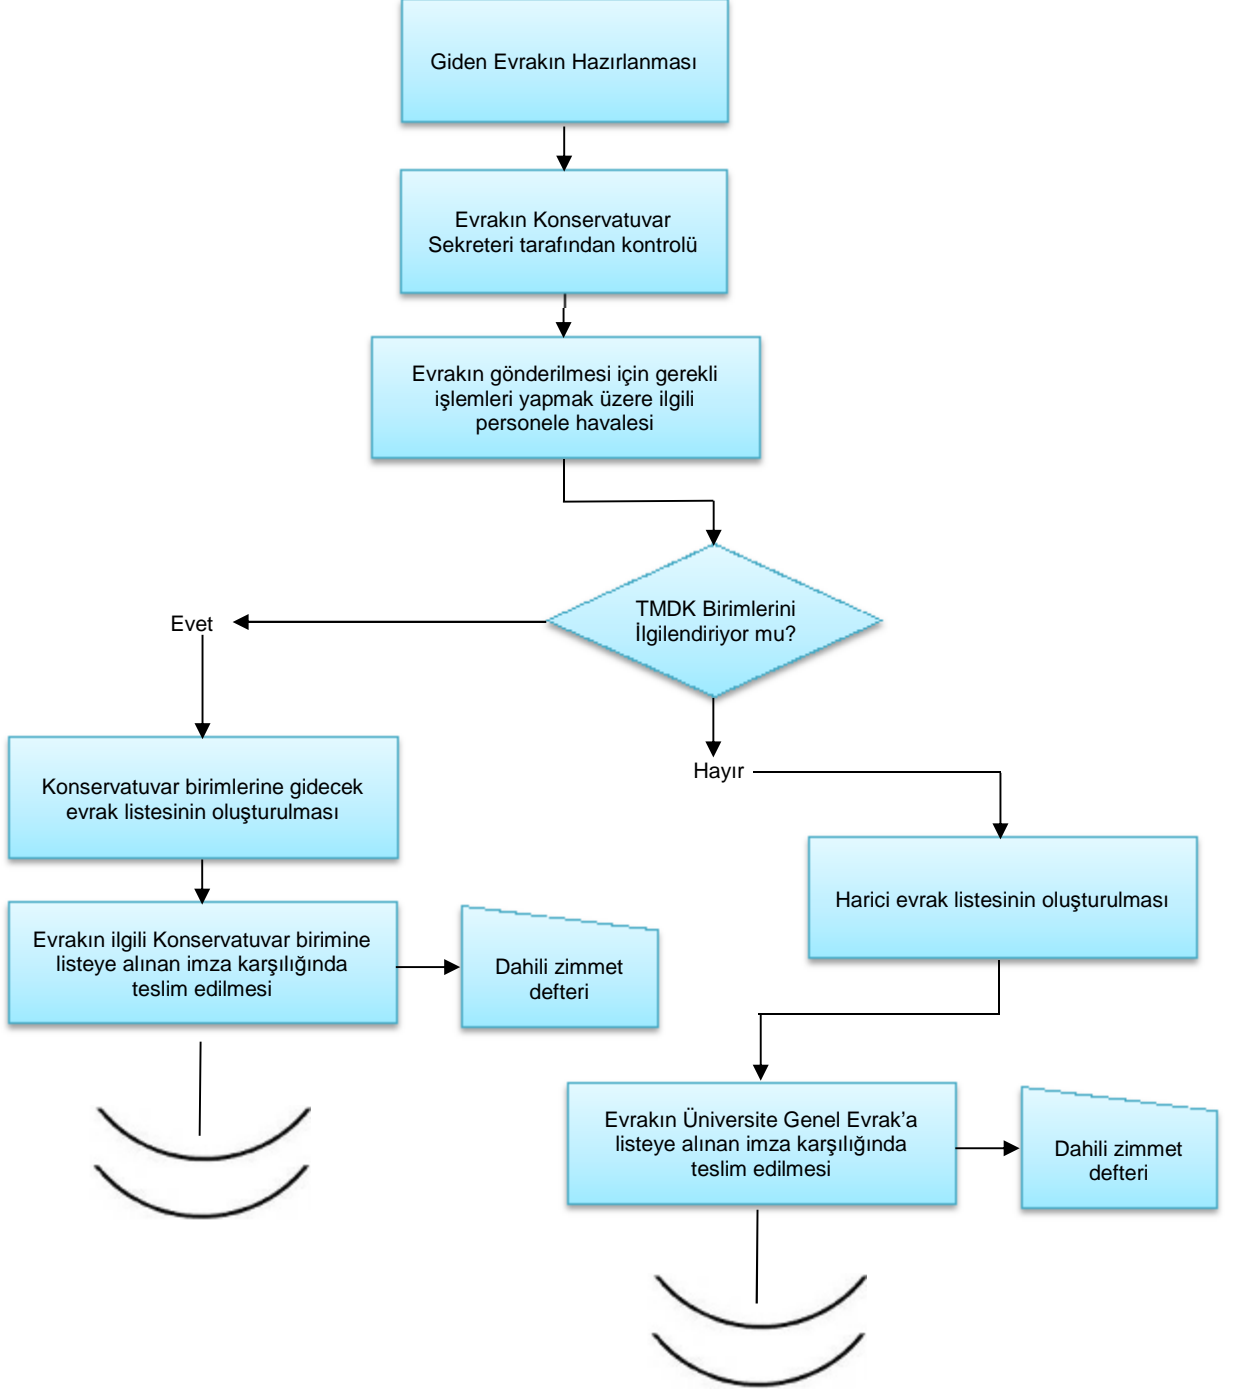 Giden Evrakın Hazırlanması
Evrakın Konservatuvar
Sekreteri tarafından kontrolü
Evrakın gönderilmesi için gerekli
işlemleri yapmak üzere ilgili
personele havalesi
TMDK Birimlerini
İlgilendiriyor mu?
Evet
Hayır
Konservatuvar birimlerine gidecek
evrak listesinin oluşturulması
Harici evrak listesinin oluşturulması
Evrakın ilgili Konservatuvar birimine
listeye alınan imza karşılığında
teslim edilmesi
Dahili zimmet
defteri
Evrakın Üniversite Genel Evrak’a
listeye alınan imza karşılığında
teslim edilmesi
Dahili zimmet
defteri